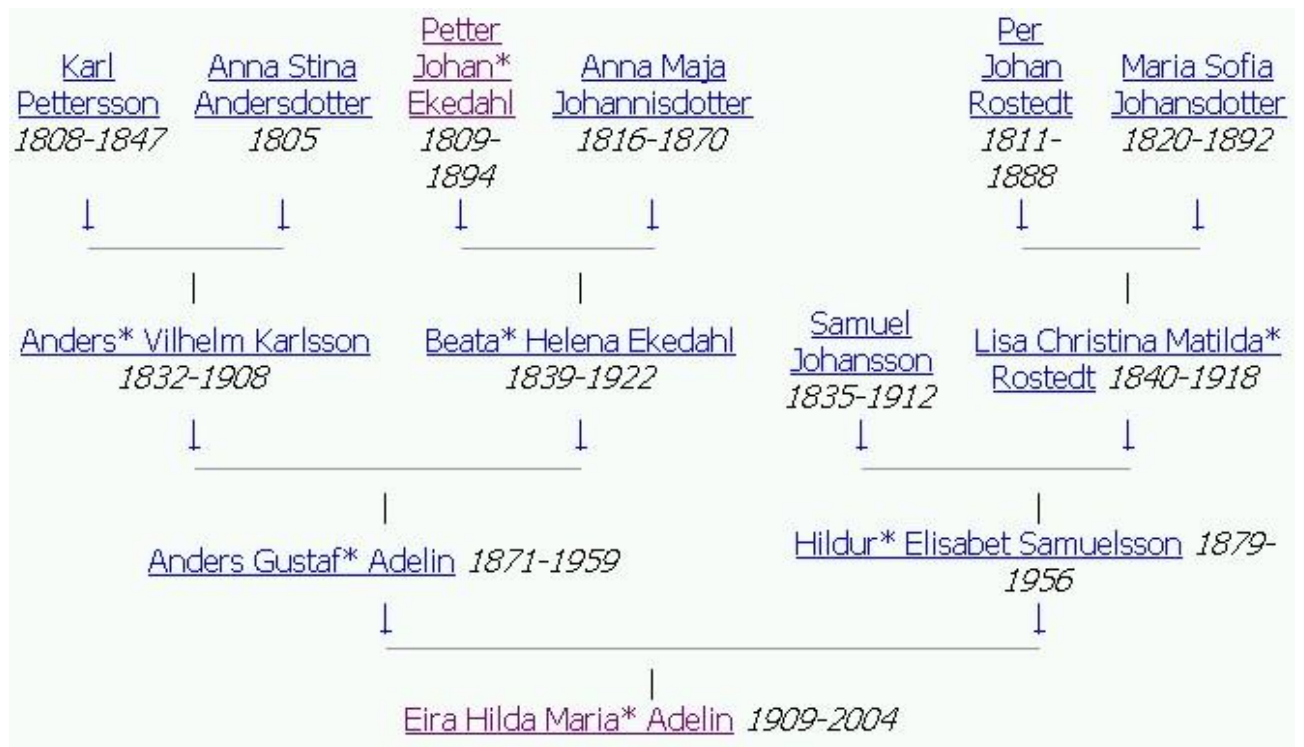 Karl
Pettersson
1808-1847
Anna Stina
Andersdotter
1805
Petter
Johan*
Ekedahl
1809-
1894
Anna Maja
Johannisdotter
1816-1870
Per
Johan
Rostedt
1811-
1888
Maria Sofia
Johansdotter
1820-1892
Anders* Vilhelm Karlsson
1832-1908
Beata* Helena Ekedahl
1839-1922
Samuel
Johansson
1835-1912
Lisa Christina Matilda*
Rostedt 1840-1918
Anders Gustaf* Adelin 1871-1959
Hildur* Elisabet Samuelsson 1879-
1956
Eira Hilda Maria* Adelin 1909-2004